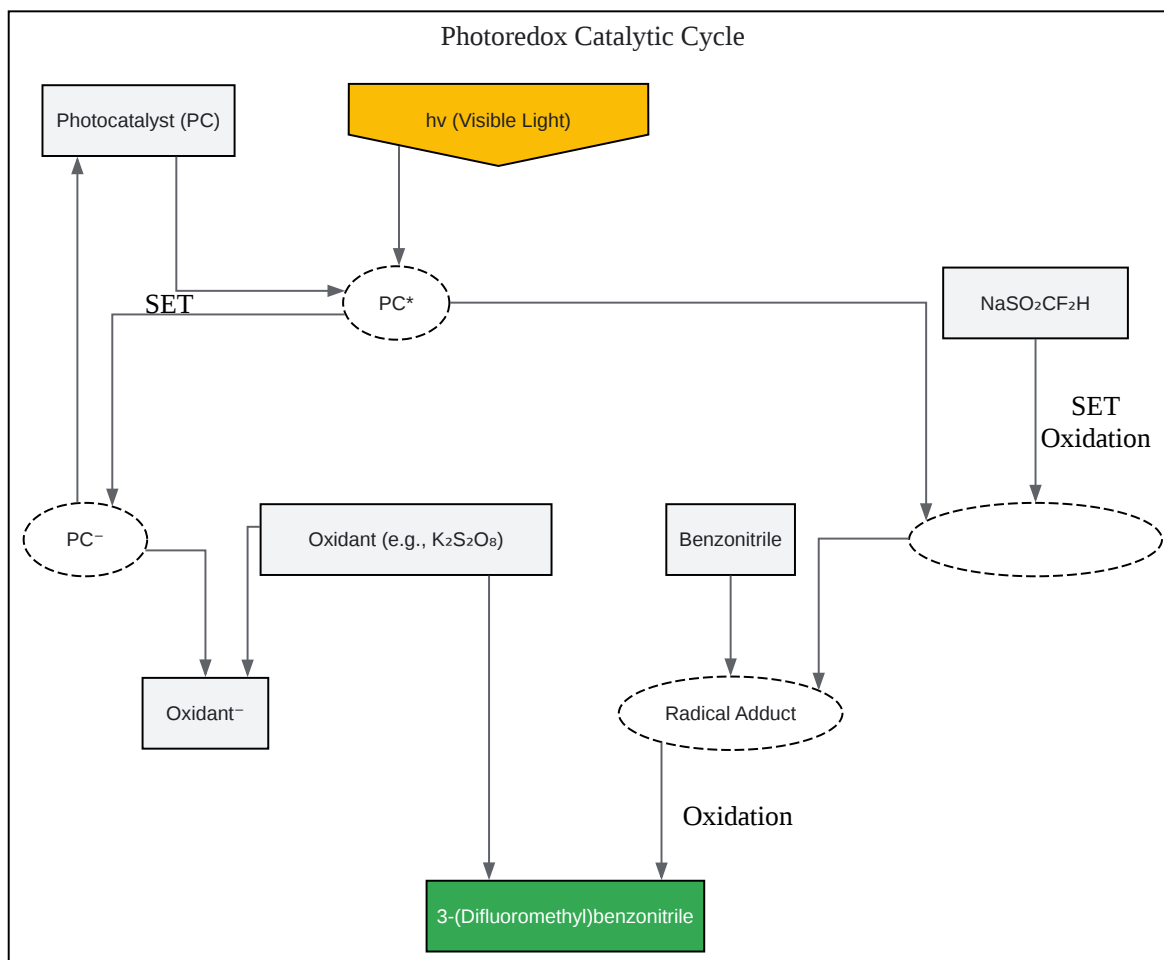 Photoredox Catalytic Cycle
Photocatalyst (PC)
hv (Visible Light)
PC*
SET
NaSO₂CF₂H
SET
Oxidation
PC⁻
Oxidant (e.g., K₂S₂O₈)
Benzonitrile
Oxidant⁻
Radical Adduct
Oxidation
3-(Difluoromethyl)benzonitrile